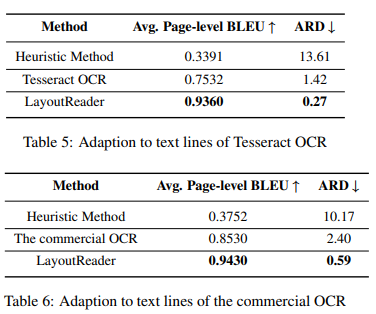 Method Avg. Page-level BLEU ↑ ARD ↓
Heuristic Method 0.3391 13.61
Tesseract OCR 0.7532 1.42
LayoutReader 0.9360 0.27
Table 5: Adaption to text lines of Tesseract OCR
Method Avg. Page-level BLEU ↑ ARD ↓
Heuristic Method 0.3752 10.17
The commercial OCR 0.8530 2.40
LayoutReader 0.9430 0.59
Table 6: Adaption to text lines of the commercial OCR